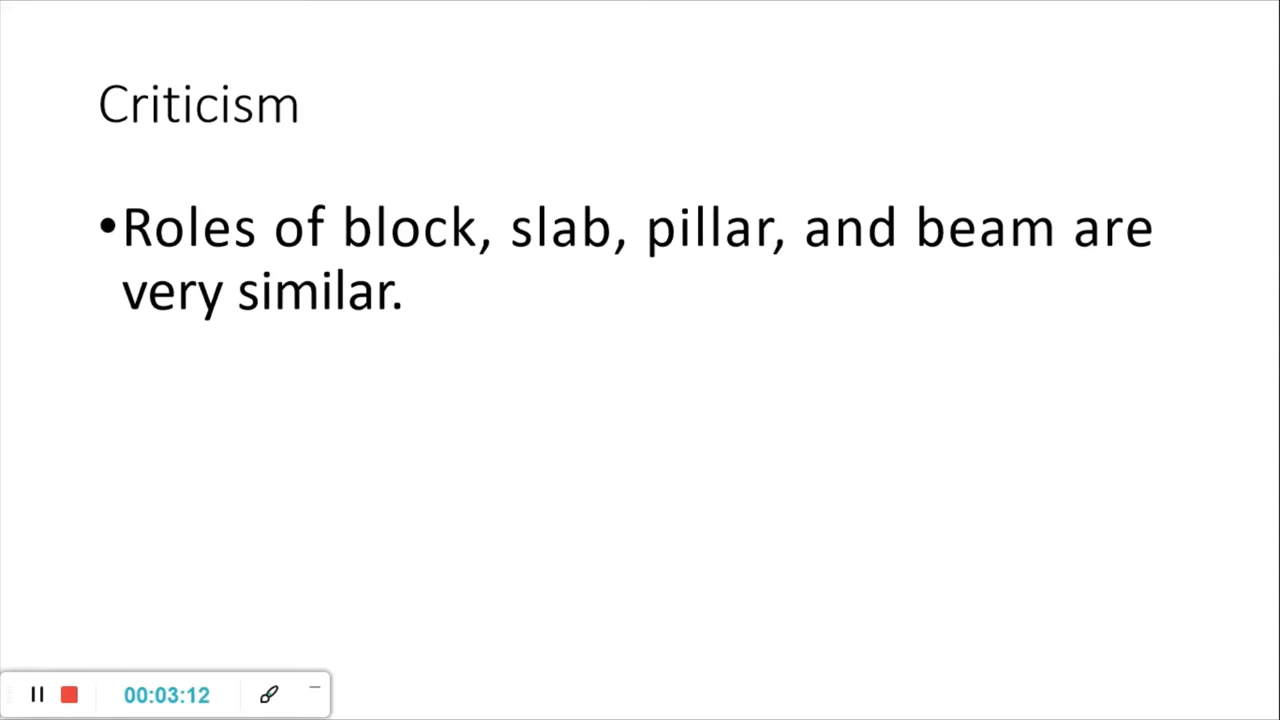 Criticism
•Roles of block, slab, pillar, and beam are
very similar.
00:03:12